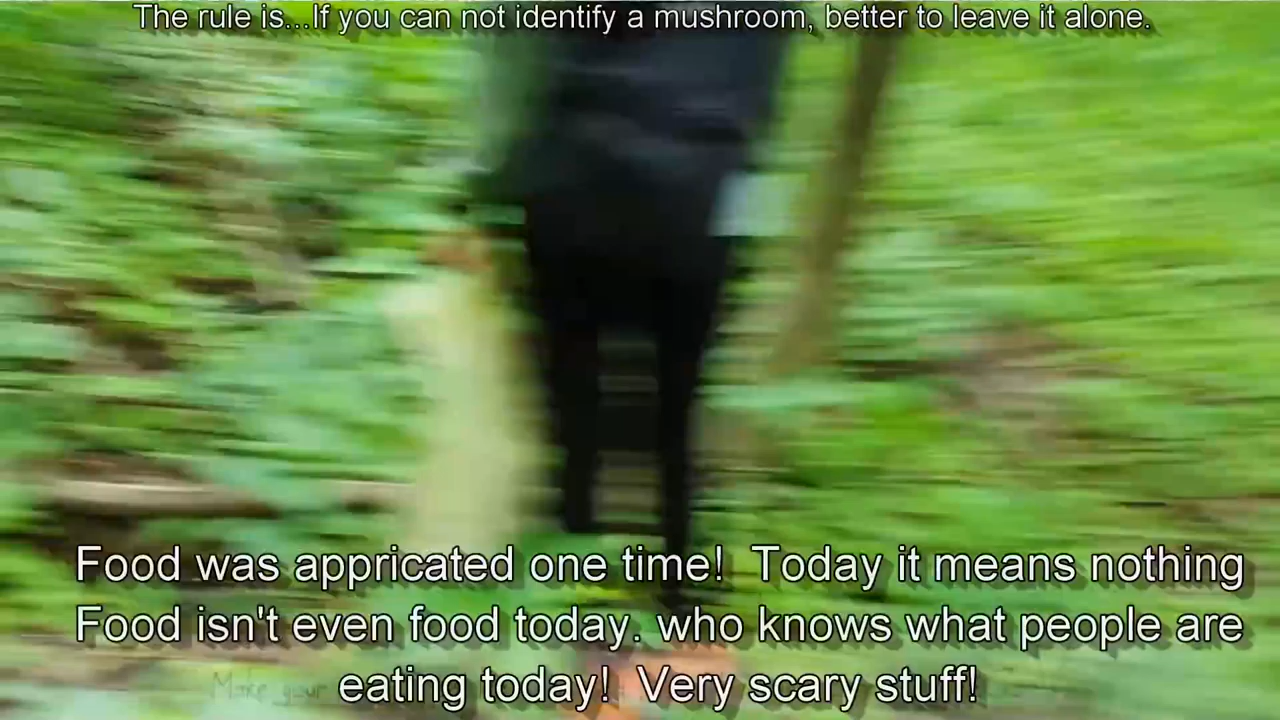 The rule is...If you can not identify a mushroom, better to leave it alone.
Food was appricated one time!  Today it means nothing
Food isn't even food today. who knows what people are
eating today!  Very scary stuff!
Make your